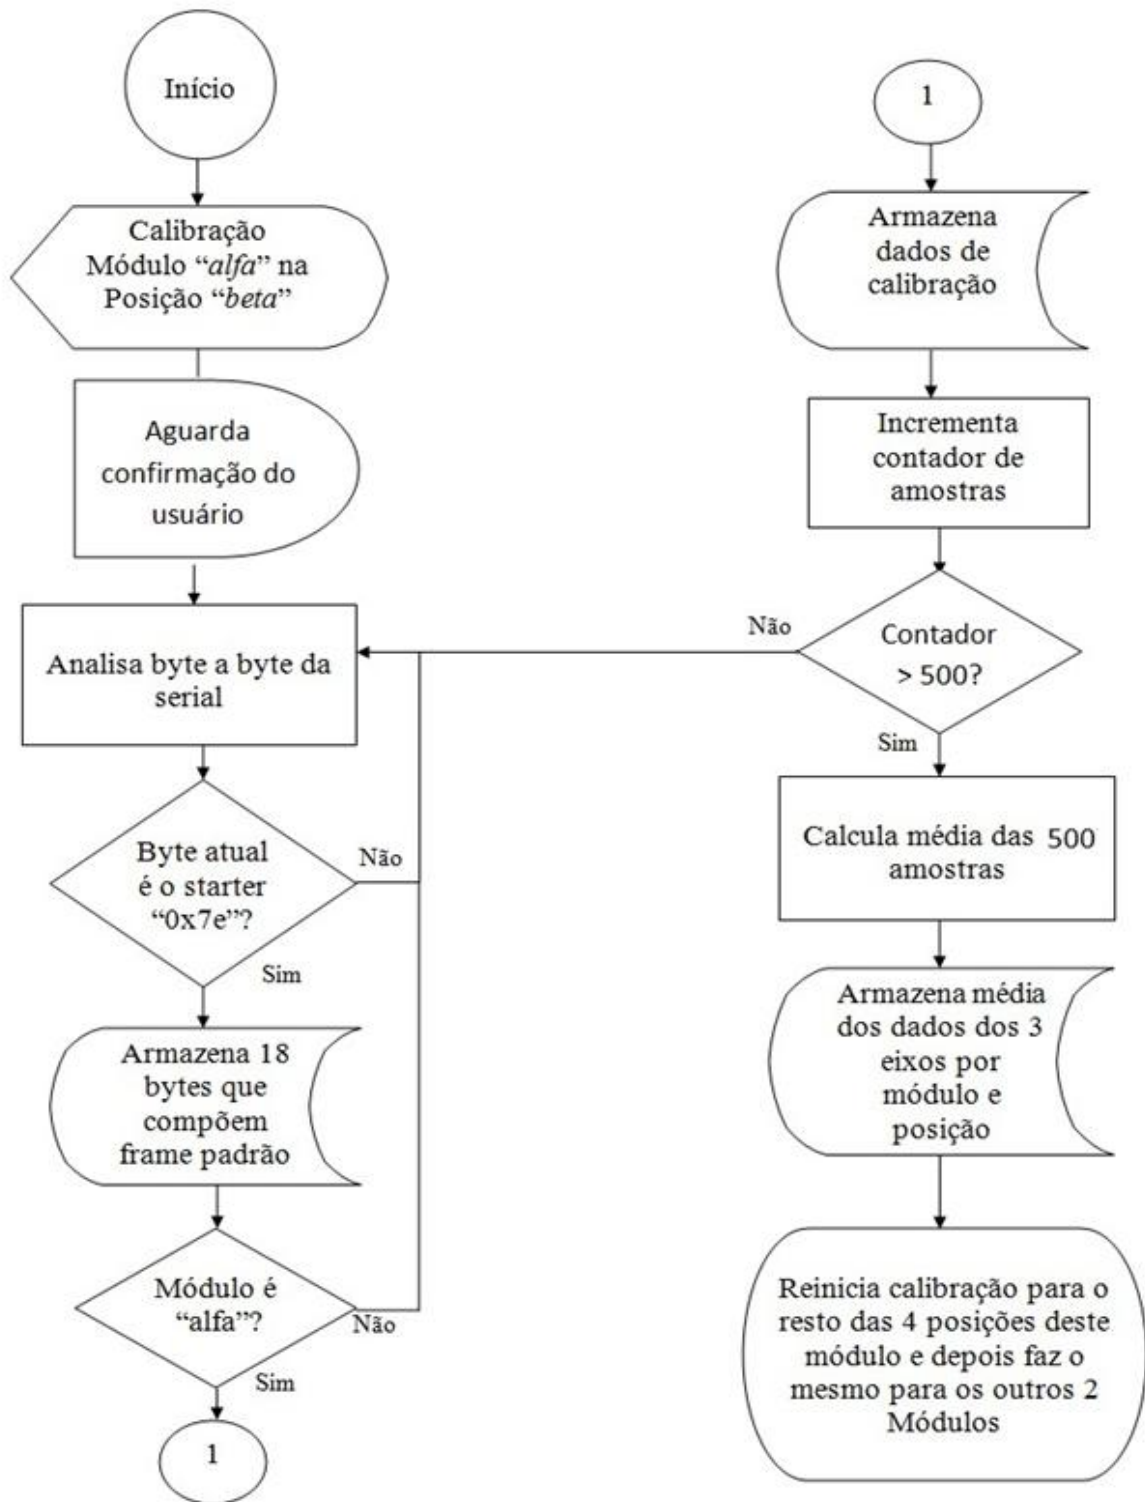 Início
Calibração
Módulo “alfa” na
Posição “beta”
Aguarda
confirmação do
usuário
Analisa byte a byte da
serial
Byte atual
é o starter
“0x7e”?
Não
Sim
Armazena 18
bytes que
compõem
frame padrão
Módulo é
“alfa”?
Não
Sim
1
1
Armazena
dados de
calibração
Incrementa
contador de
amostras
Contador
> 500?
Não
Sim
Calcula média das 500
amostras
Armazena média
dos dados dos 3
eixos por
módulo e
posição
Reinicia calibração para o
resto das 4 posições deste
módulo e depois faz o
mesmo para os outros 2
Módulos